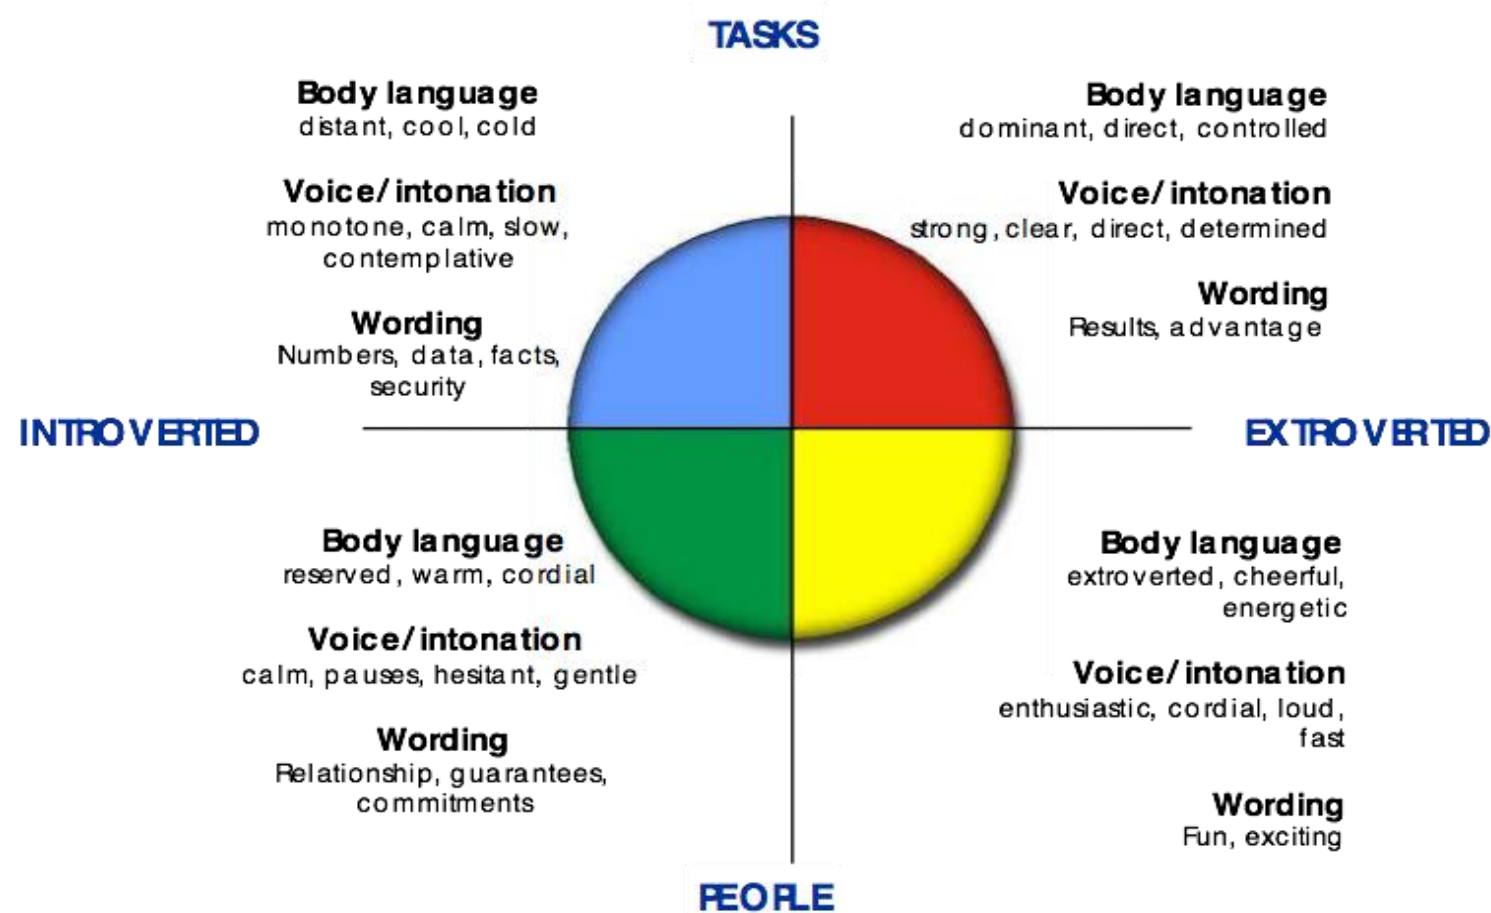 TASKS
Body language
distant, cool, cold
Voice/intonation
monotone, calm, slow,
contemplative
Wording
Numbers, data, facts,
security
Body language
dominant, direct, controlled
Voice/intonation
strong, clear, direct, determined
Wording
Results, advantage
INTROVERTED
EXTROVERTED
Body language
reserved, warm, cordial
Voice/intonation
calm, pauses, hesitant, gentle
Wording
Relationship, guarantees,
commitments
Body language
extroverted, cheerful,
energetic
Voice/intonation
enthusiastic, cordial, loud,
fast
Wording
Fun, exciting
PEOPLE